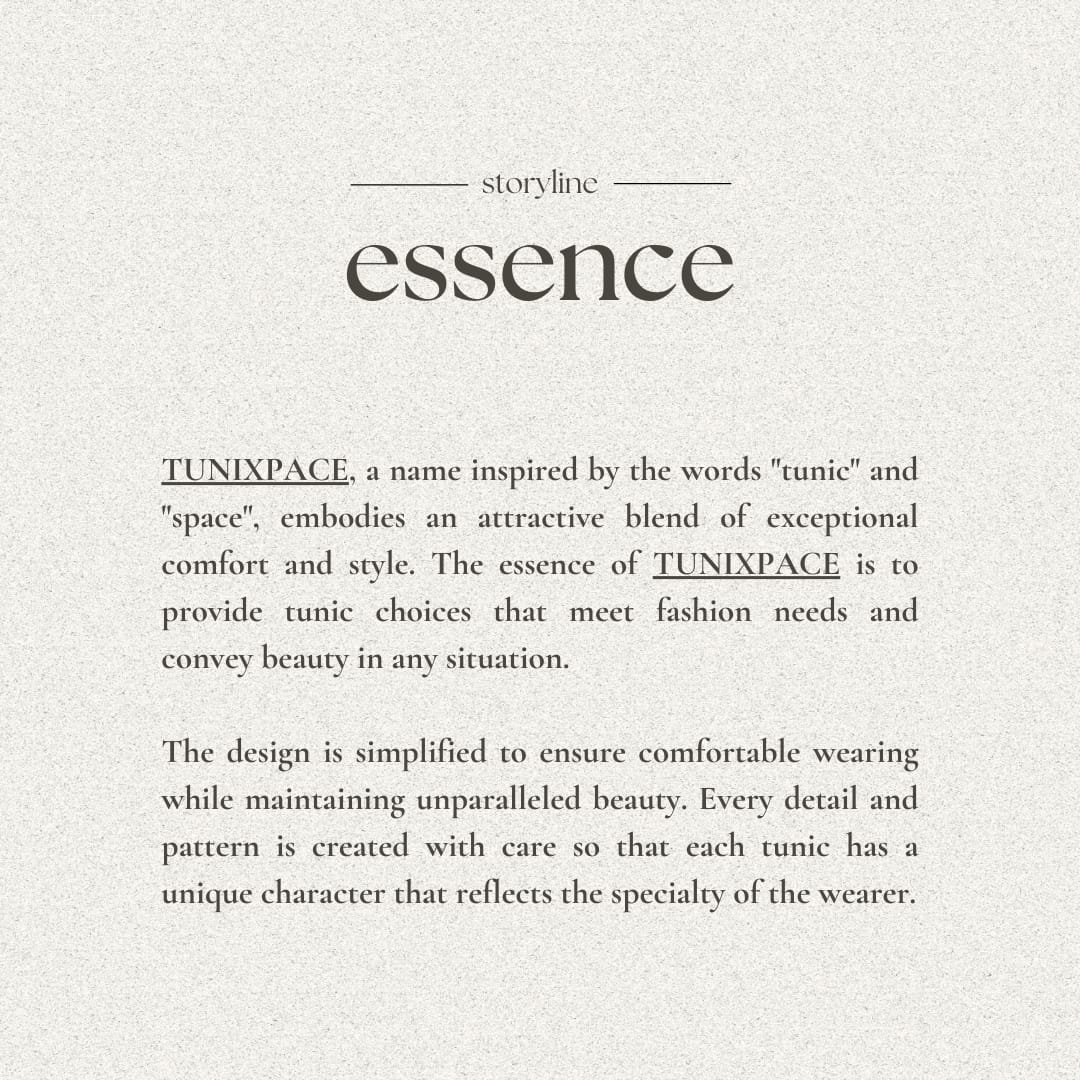 storyline
essence
TUNIXPACE, a name inspired by the words "tunic" and
"space", embodies an attractive blend of exceptional
comfort and style. The essence of TUNIXPACE is to
provide tunic choices that meet fashion needs and
convey beauty in any situation.
The design is simplified to ensure comfortable wearing
while maintaining unparalleled beauty. Every detail and
pattern is created with care so that each tunic has a
unique character that reflects the specialty of the wearer.